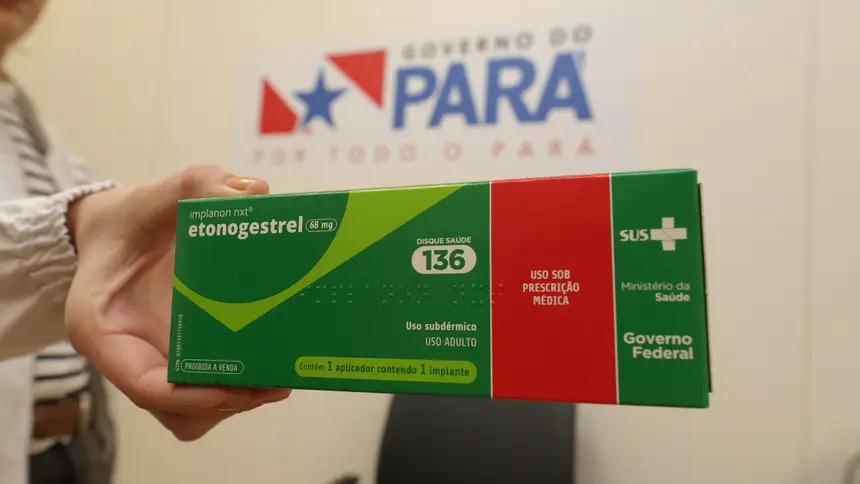 GOVERNO DO
PARÁ
POR TODO O PARÁ
implanon nxt®
etonogestrel 68 mg
DISQUE SAÚDE
136
Uso subdérmico
USO ADULTO
PROIBIDA A VENDA
Contém 1 aplicador contendo 1 implante
USO SOB
PRESCRIÇÃO
MÉDICA
SUS
Ministério da
Saúde
Governo
Federal